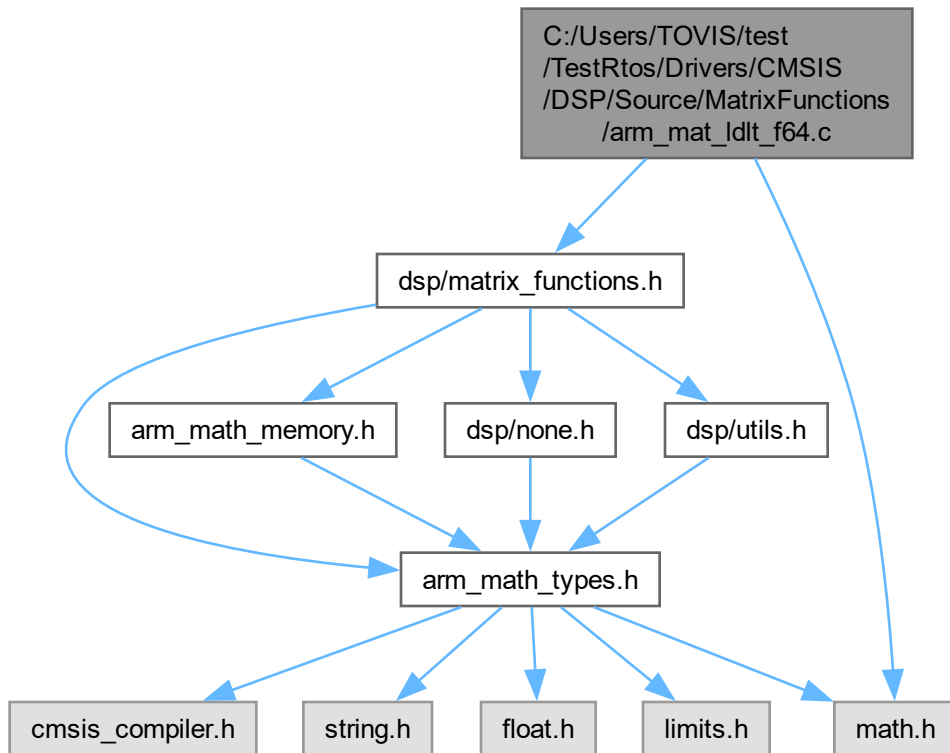 C:/Users/TOVIS/test
/TestRtos/Drivers/CMSIS
/DSP/Source/MatrixFunctions
/arm_mat_ldlt_f64.c
dsp/matrix_functions.h
arm_math_memory.h
dsp/none.h
dsp/utils.h
arm_math_types.h
cmsis_compiler.h
string.h
float.h
limits.h
math.h